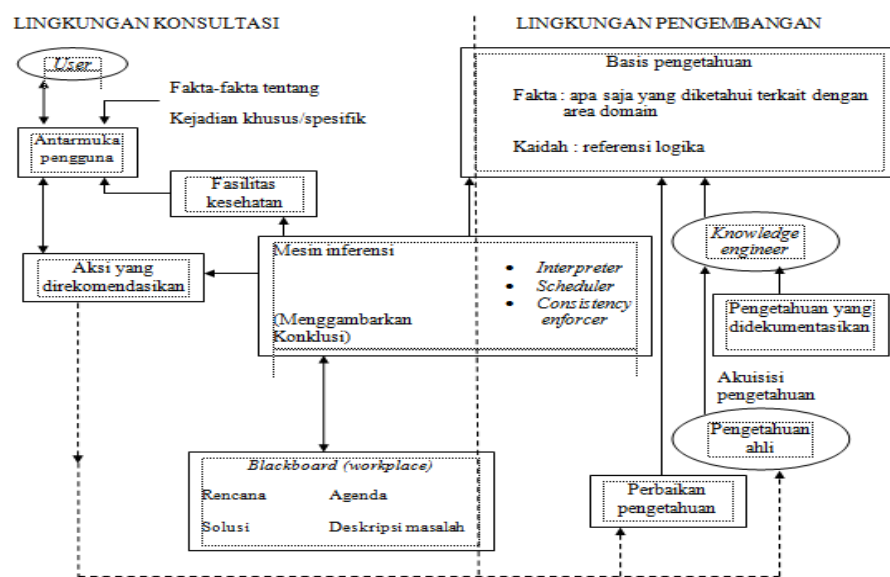 LINGKUNGAN KONSULTASI
LINGKUNGAN PENGEMBANGAN
User
Fakta-fakta tentang
Kejadian khusus/spesifik
Antarmuka
pengguna
Fasilitas
kesehatan
Aksi yang
direkomendasikan
Basis pengetahuan
Fakta : apa saja yang diketahui terkait dengan
area domain
Kaidah : referensi logika
Mesin inferensi
(Menggambarkan
Konklusi)
• Interpreter
• Scheduler
• Consistency
enforcer
Knowledge
engineer
Pengetahuan yang
didekumentasikan
Akuisisi
pengetahuan
Pengetahuan
ahli
Perbaikan
pengetahuan
Blackboard (workplace)
Rencana Agenda
Solusi Deskripsi masalah